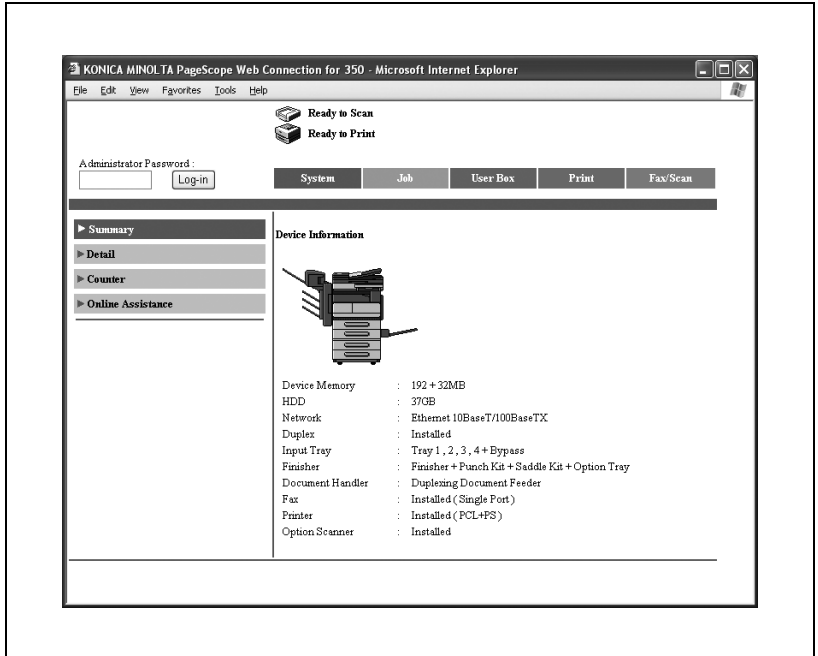 KONICA MINOLTA PageScope Web Connection for 350 - Microsoft Internet Explorer
File Edit View Favorites Tools Help
Ready to Scan
Ready to Print
Administrator Password :
Log-in
System Job User Box Print Fax/Scan
Summary
Detail
Counter
Online Assistance
Device Information
Device Memory : 192 + 32MB
HDD : 37GB
Network : Ethernet 10BaseT/100BaseTX
Duplex : Installed
Input Tray : Tray 1 , 2 , 3 , 4 + Bypass
Finisher : Finisher + Punch Kit + Saddle Kit + Option Tray
Document Handler : Duplexing Document Feeder
Fax : Installed ( Single Port )
Printer : Installed ( PCL+PS )
Option Scanner : Installed